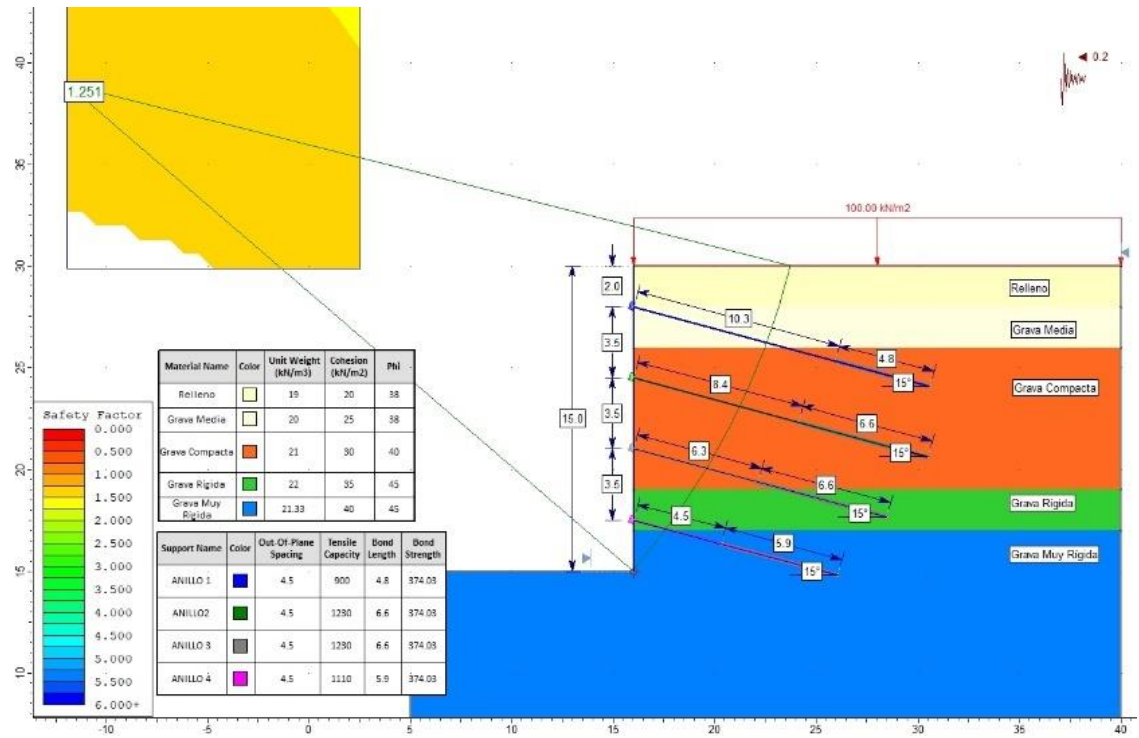 40
35
30
25
20
15
10
1.251
0.2
100.00 kN/m2
2.0
3.5
3.5
3.5
15.0
10.3
4.8
15°
8.4
6.6
15°
6.3
6.6
15°
4.5
5.9
15°
Relleno
Grava Media
Grava Compacta
Grava Rígida
Grava Muy Rígida
Material Name Color Unit Weight (kN/m3) Cohesion (kN/m2) Phi
Relleno 19 20 38
Grava Media 20 25 38
Grava Compacta 21 30 40
Grava Rígida 22 35 45
Grava Muy Rígida 21.33 40 45
Support Name Color Out-Of-Plane Spacing Tensile Capacity Bond Length Bond Strength
ANILLO 1 4.5 900 4.8 374.03
ANILLO2 4.5 1230 6.6 374.03
ANILLO 3 4.5 1230 6.6 374.03
ANILLO 4 4.5 1110 5.9 374.03
Safety Factor
0.000
0.500
1.000
1.500
2.000
2.500
3.000
3.500
4.000
4.500
5.000
5.500
6.000+
-10 -5 0 5 10 15 20 25 30 35 40